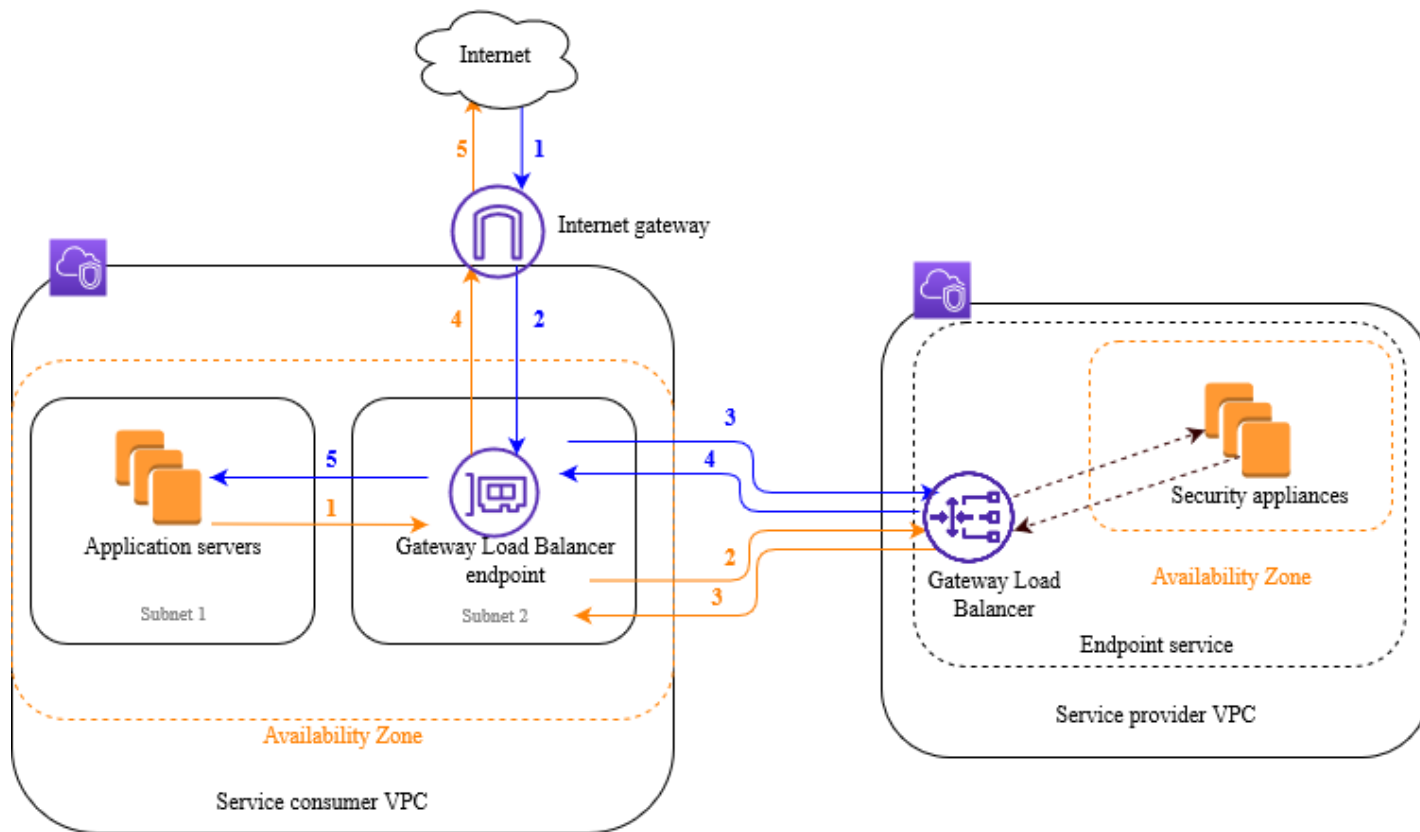 Internet
5
1
Internet gateway
4
2
3
4
5
1
Application servers
Gateway Load Balancer
endpoint
Subnet 1
Subnet 2
2
3
Security appliances
Gateway Load
Balancer
Availability Zone
Endpoint service
Service provider VPC
Availability Zone
Service consumer VPC